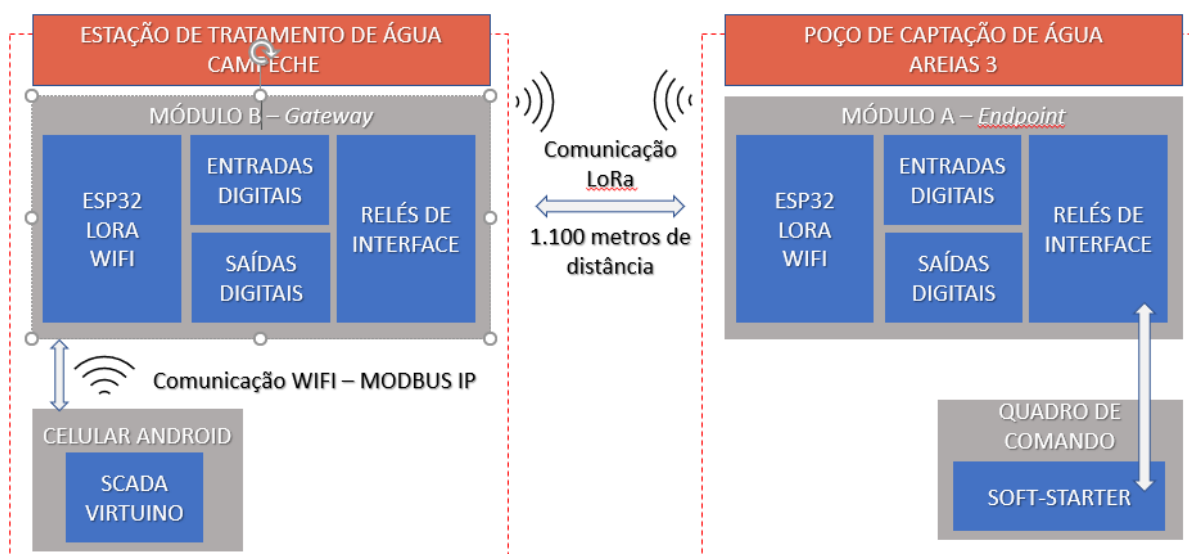 ESTAÇÃO DE TRATAMENTO DE ÁGUA
CAMPECHE
MÓDULO B – Gateway
ESP32
LORA
WIFI
ENTRADAS
DIGITAIS
SAÍDAS
DIGITAIS
RELÉS DE
INTERFACE
Comunicação WIFI – MODBUS IP
CELULAR ANDROID
SCADA
VIRTUINO
Comunicação
LoRa
1.100 metros de
distância
POÇO DE CAPTAÇÃO DE ÁGUA
AREIAS 3
MÓDULO A – Endpoint
ESP32
LORA
WIFI
ENTRADAS
DIGITAIS
SAÍDAS
DIGITAIS
RELÉS DE
INTERFACE
QUADRO DE
COMANDO
SOFT-STARTER